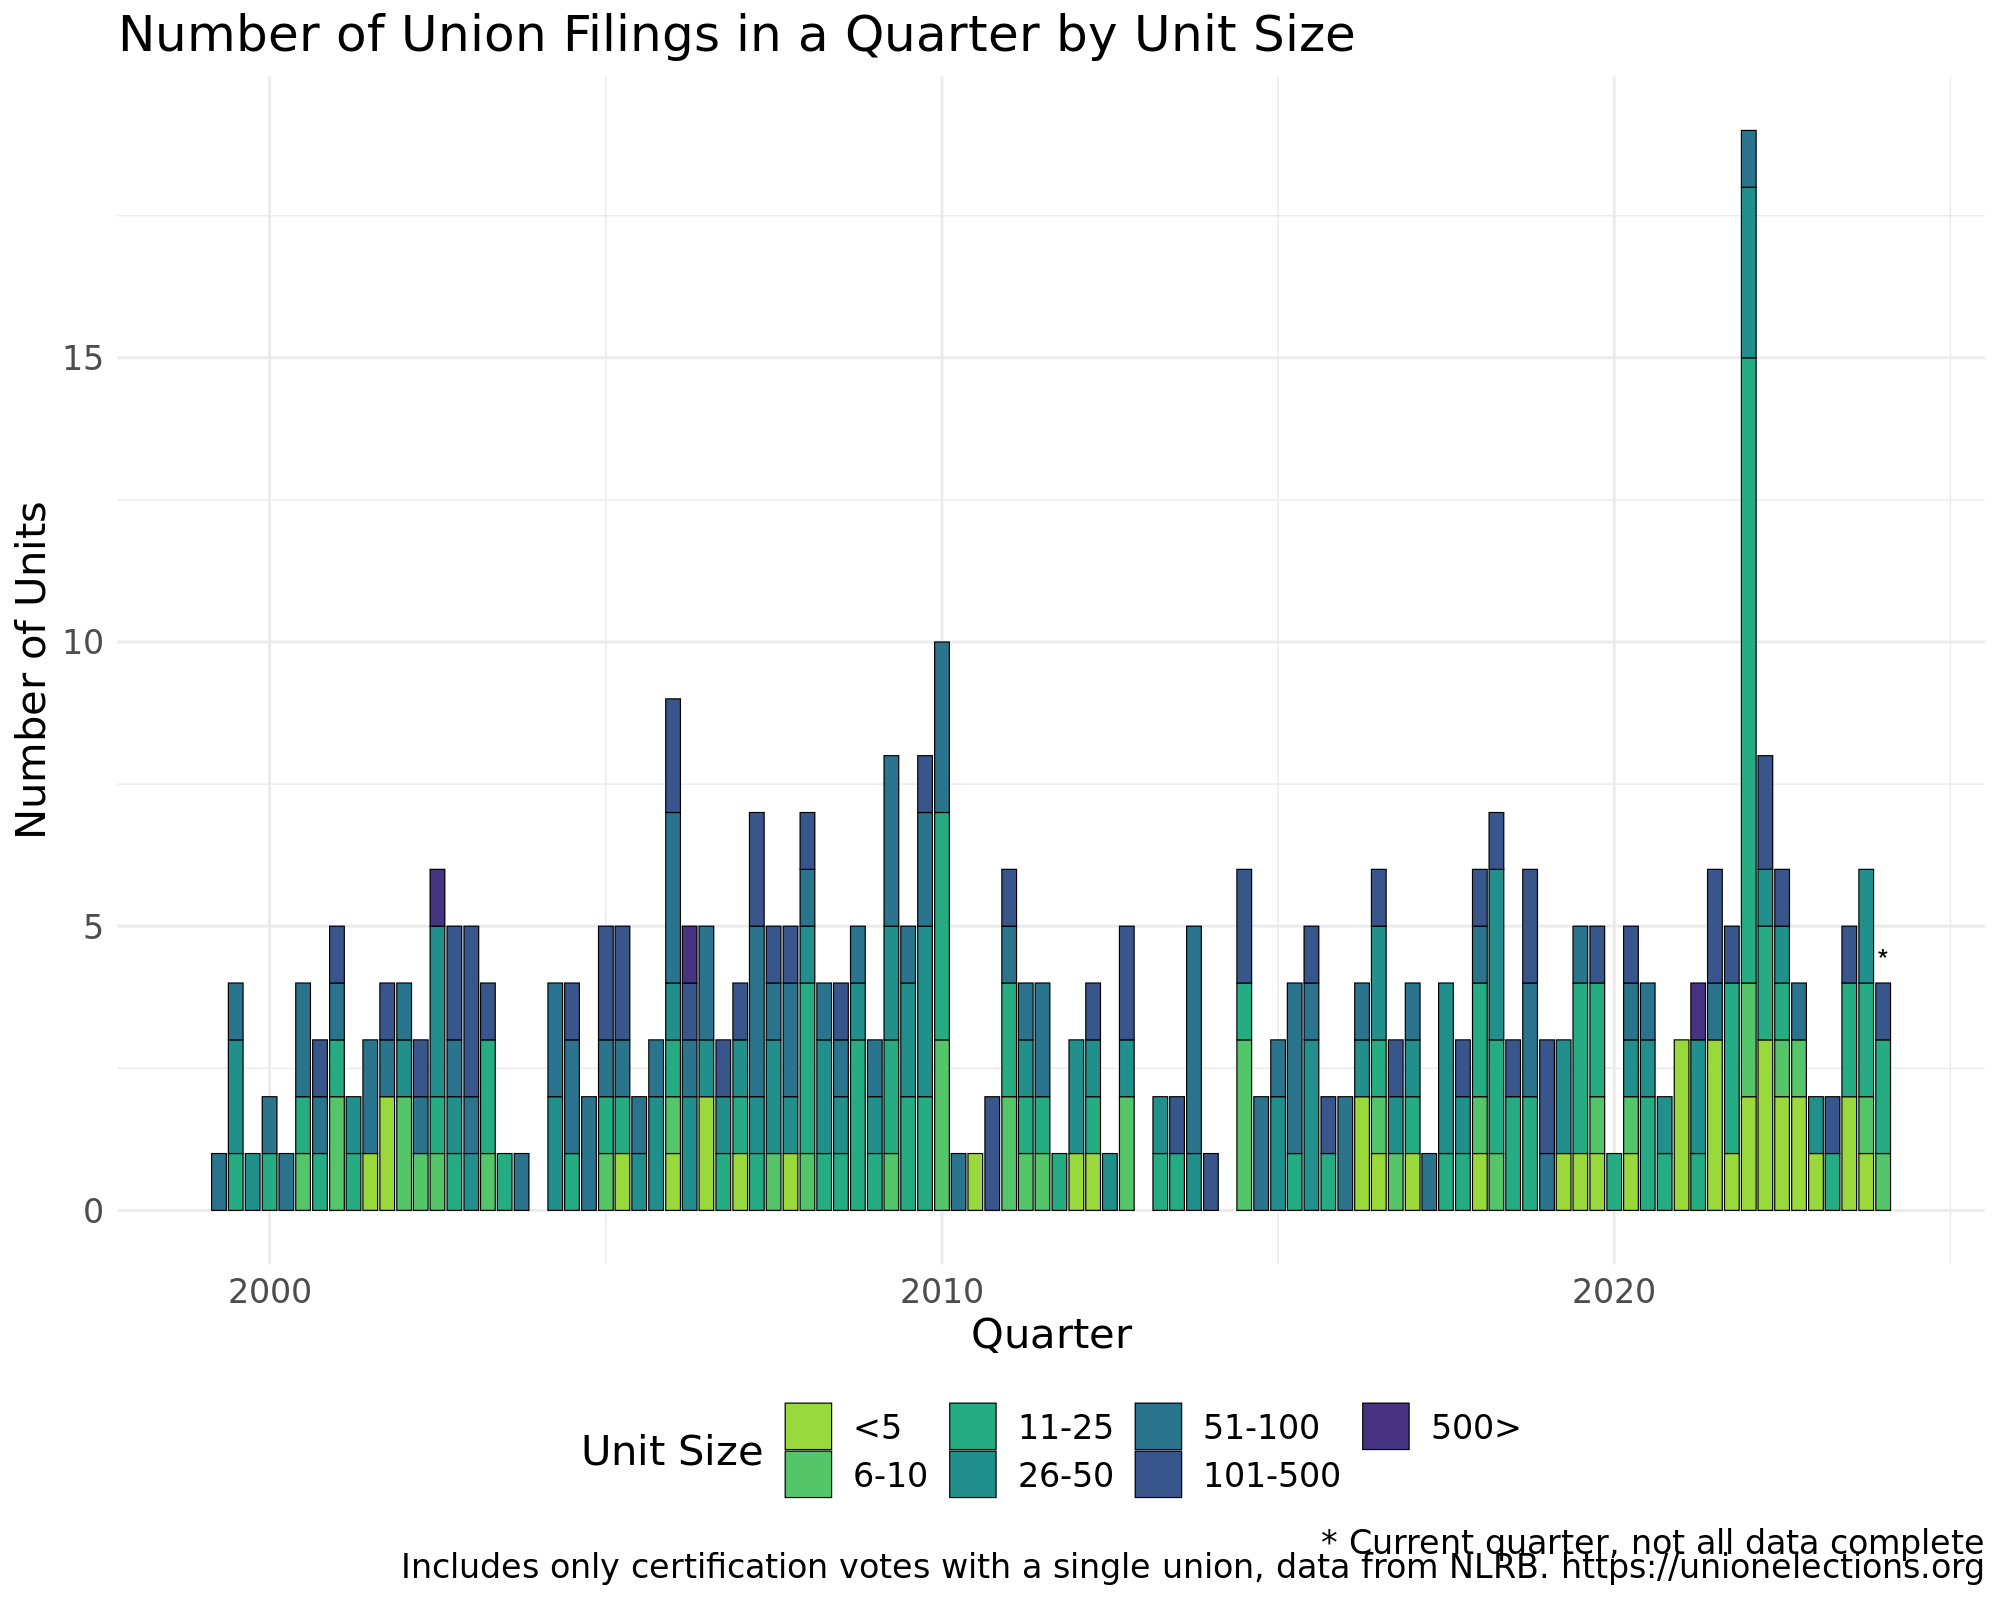 Number of Union Filings in a Quarter by Unit Size
Number of Units
15
10
5
0
*
2000
2010
2020
Quarter
Unit Size
<5
11-25
51-100
500>
6-10
26-50
101-500
* Current quarter, not all data complete
Includes only certification votes with a single union, data from NLRB. https://unionelections.org